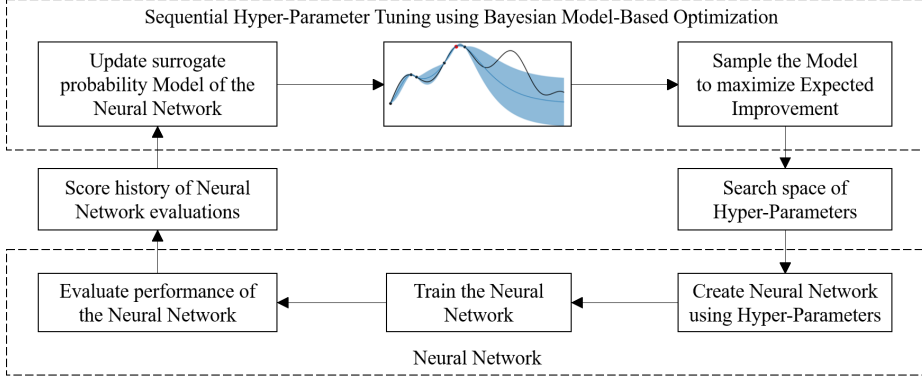 Sequential Hyper-Parameter Tuning using Bayesian Model-Based Optimization
Update surrogate
probability Model of the
Neural Network
Sample the Model
to maximize Expected
Improvement
Score history of Neural
Network evaluations
Search space of
Hyper-Parameters
Evaluate performance of
the Neural Network
Train the Neural
Network
Create Neural Network
using Hyper-Parameters
Neural Network